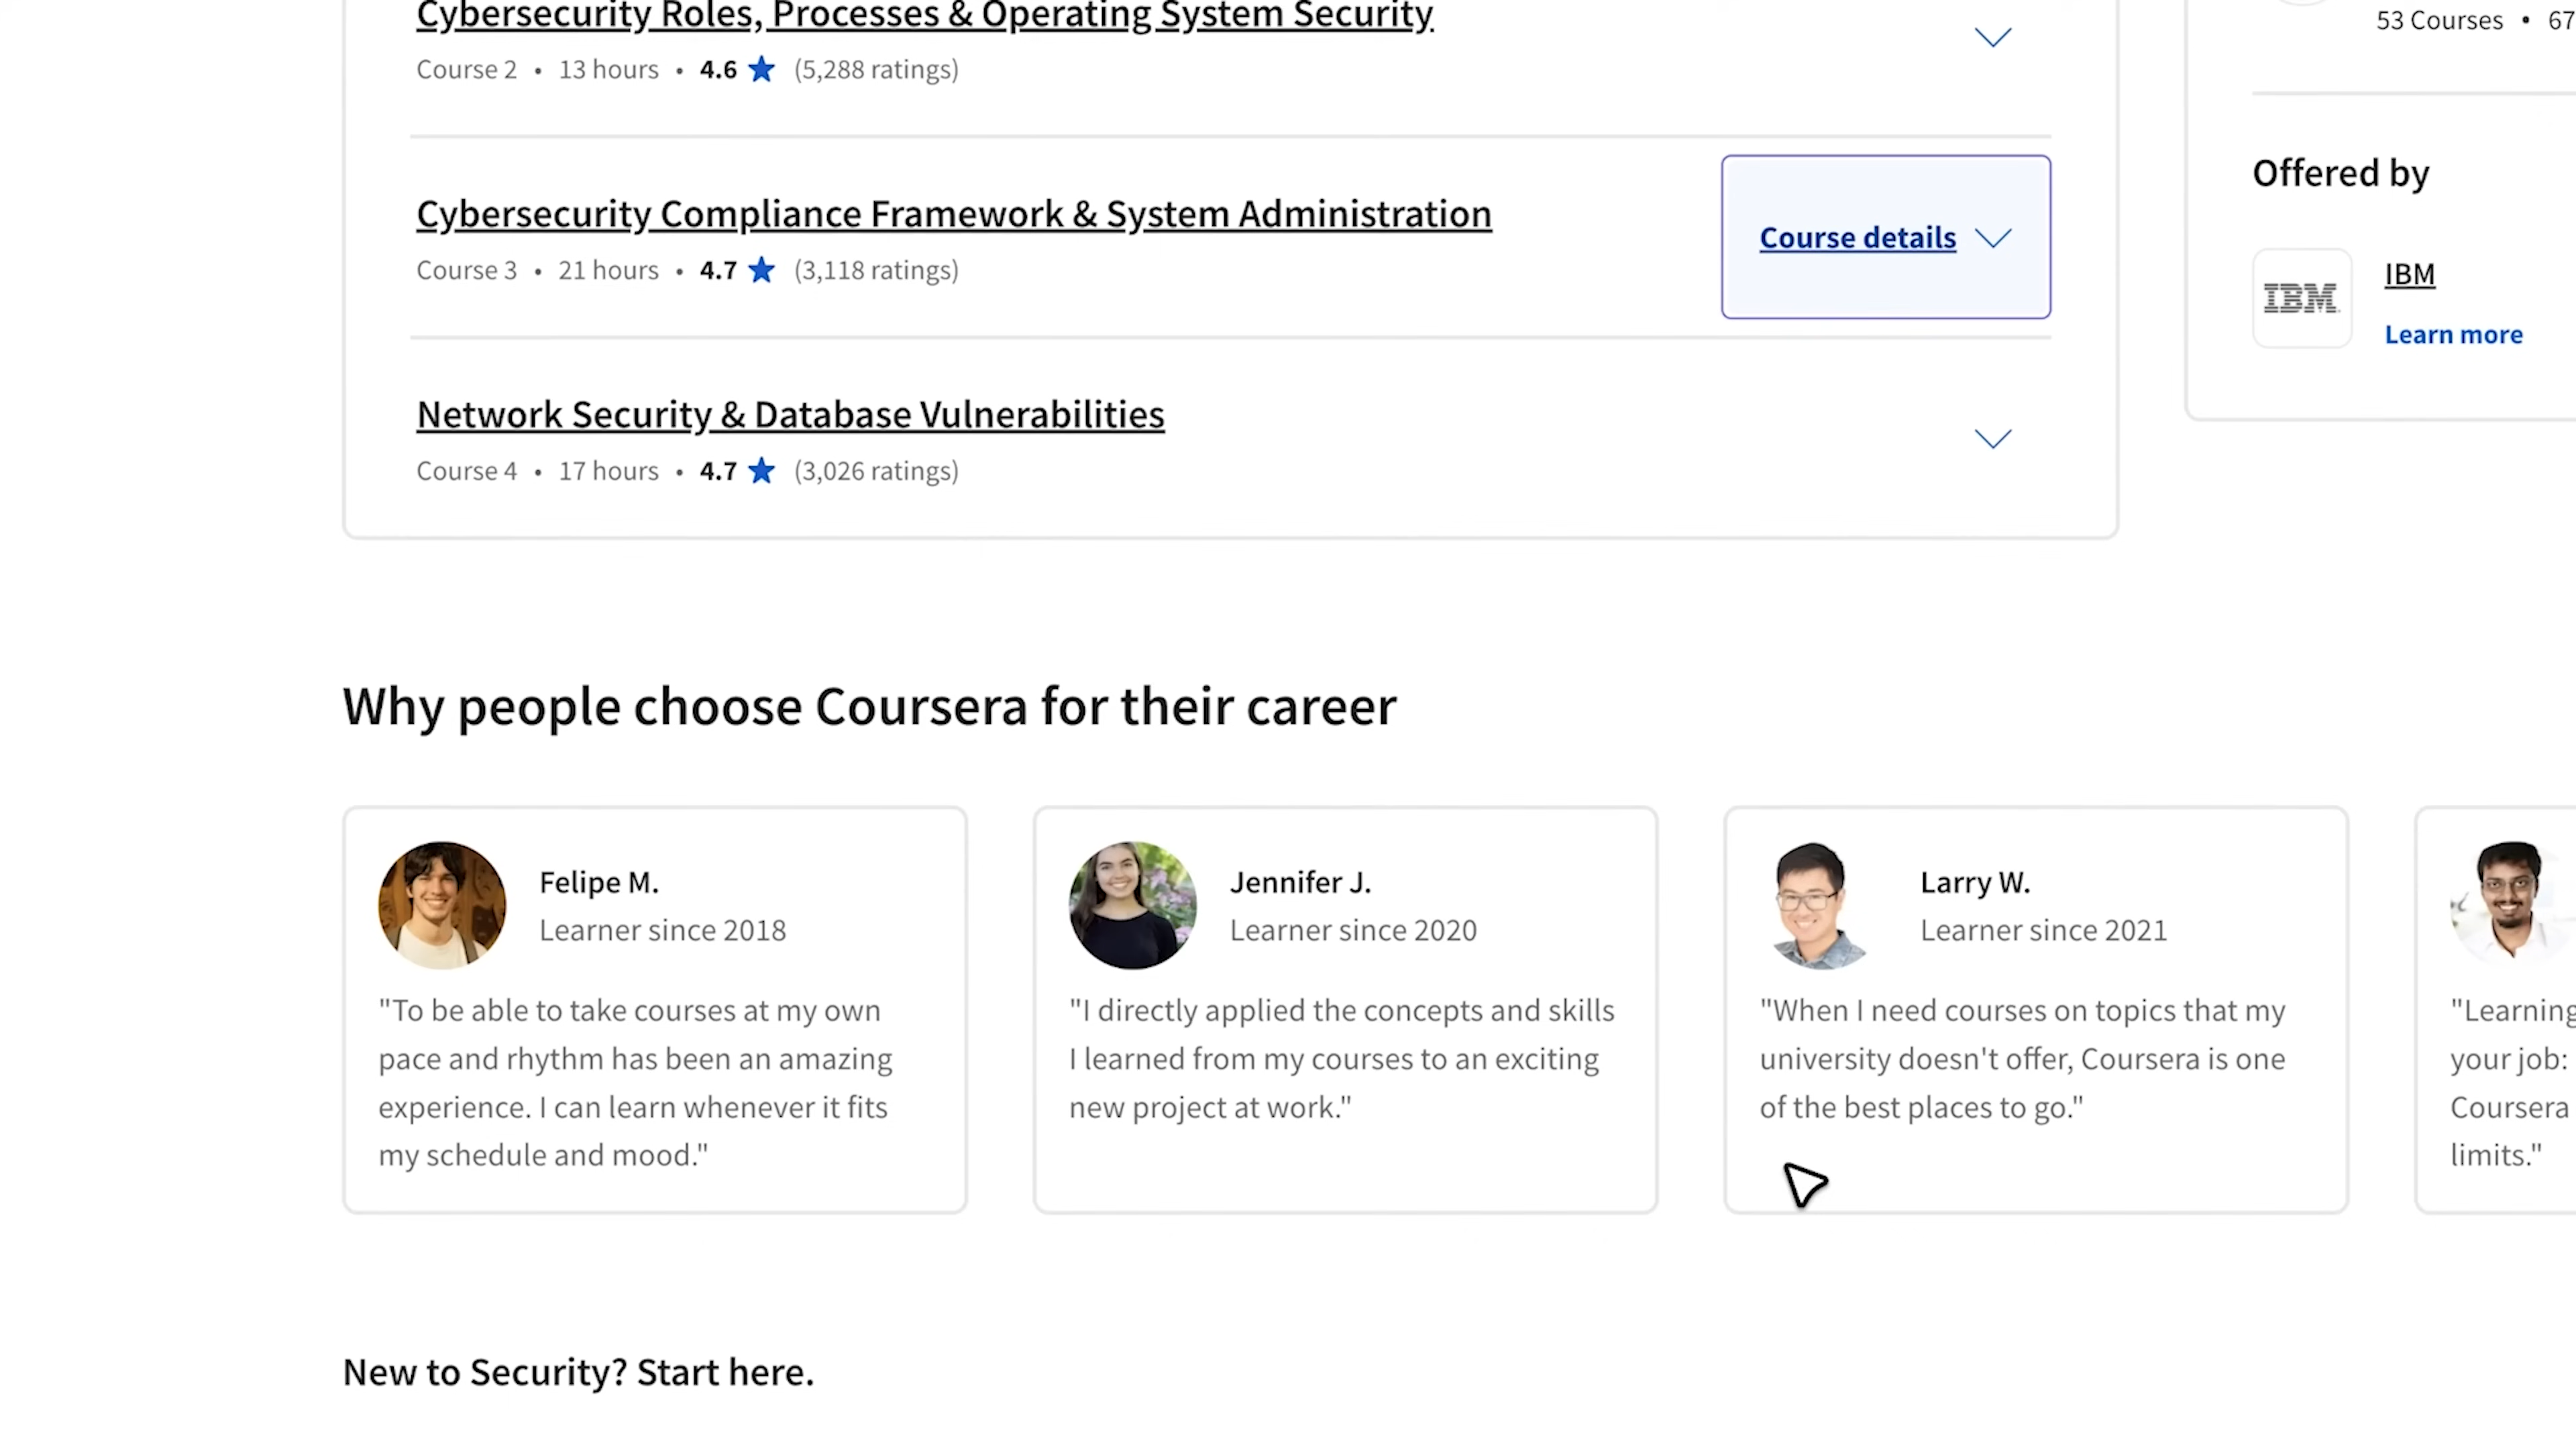 Cybersecurity Roles, Processes & Operating System Security
Course 2 • 13 hours • 4.6 ★ (5,288 ratings)
Cybersecurity Compliance Framework & System Administration
Course 3 • 21 hours • 4.7 ★ (3,118 ratings)
Course details
Network Security & Database Vulnerabilities
Course 4 • 17 hours • 4.7 ★ (3,026 ratings)
53 Courses • 67
Offered by
IBM
IBM
Learn more
Why people choose Coursera for their career
Felipe M.
Learner since 2018
"To be able to take courses at my own
pace and rhythm has been an amazing
experience. I can learn whenever it fits
my schedule and mood."
Jennifer J.
Learner since 2020
"I directly applied the concepts and skills
I learned from my courses to an exciting
new project at work."
Larry W.
Learner since 2021
"When I need courses on topics that my
university doesn't offer, Coursera is one
of the best places to go."
"Learning
your job:
Coursera
limits."
New to Security? Start here.